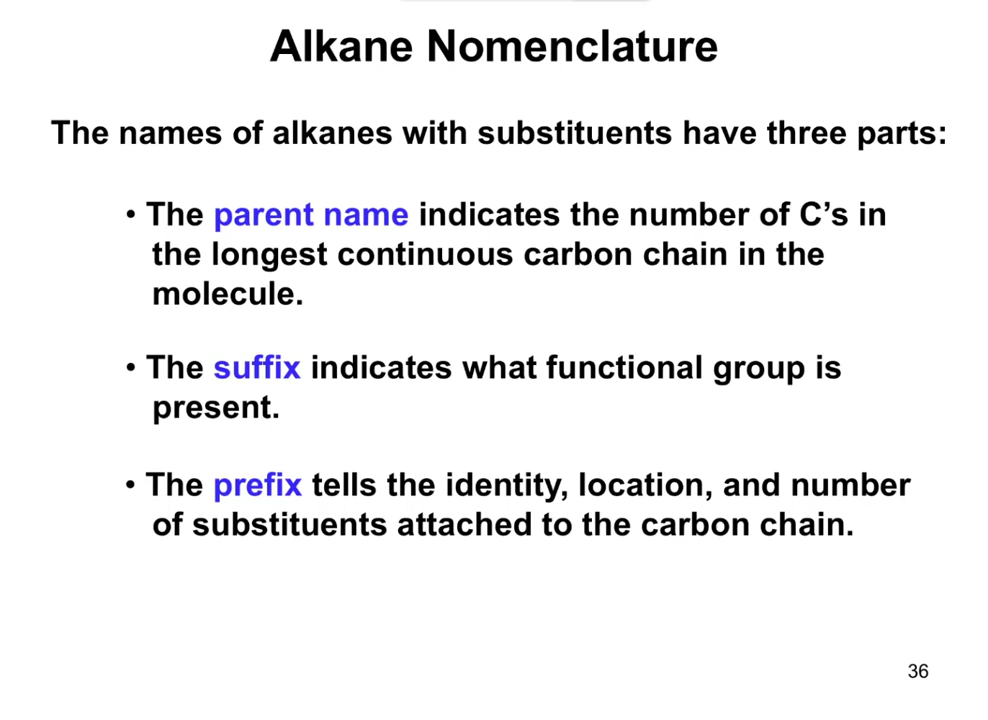 Alkane Nomenclature
The names of alkanes with substituents have three parts:
• The parent name indicates the number of C’s in
the longest continuous carbon chain in the
molecule.
• The suffix indicates what functional group is
present.
• The prefix tells the identity, location, and number
of substituents attached to the carbon chain.
36